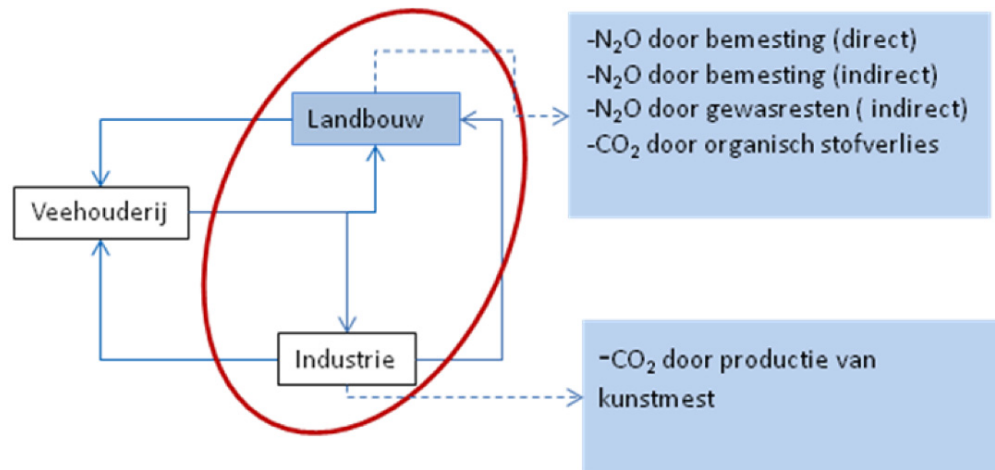 -N₂O door bemesting (direct)
-N₂O door bemesting (indirect)
-N₂O door gewasresten ( indirect)
-CO₂ door organisch stofverlies
Landbouw
Veehouderij
Industrie
-CO₂ door productie van
kunstmest